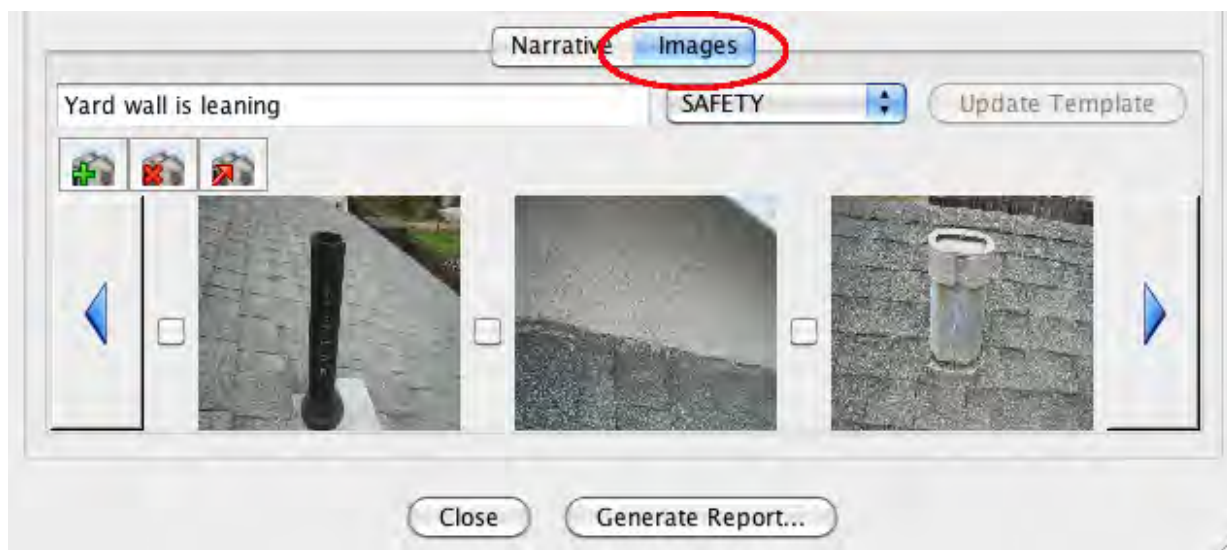 Narrative Images
Yard wall is leaning SAFETY Update Template
Close Generate Report...